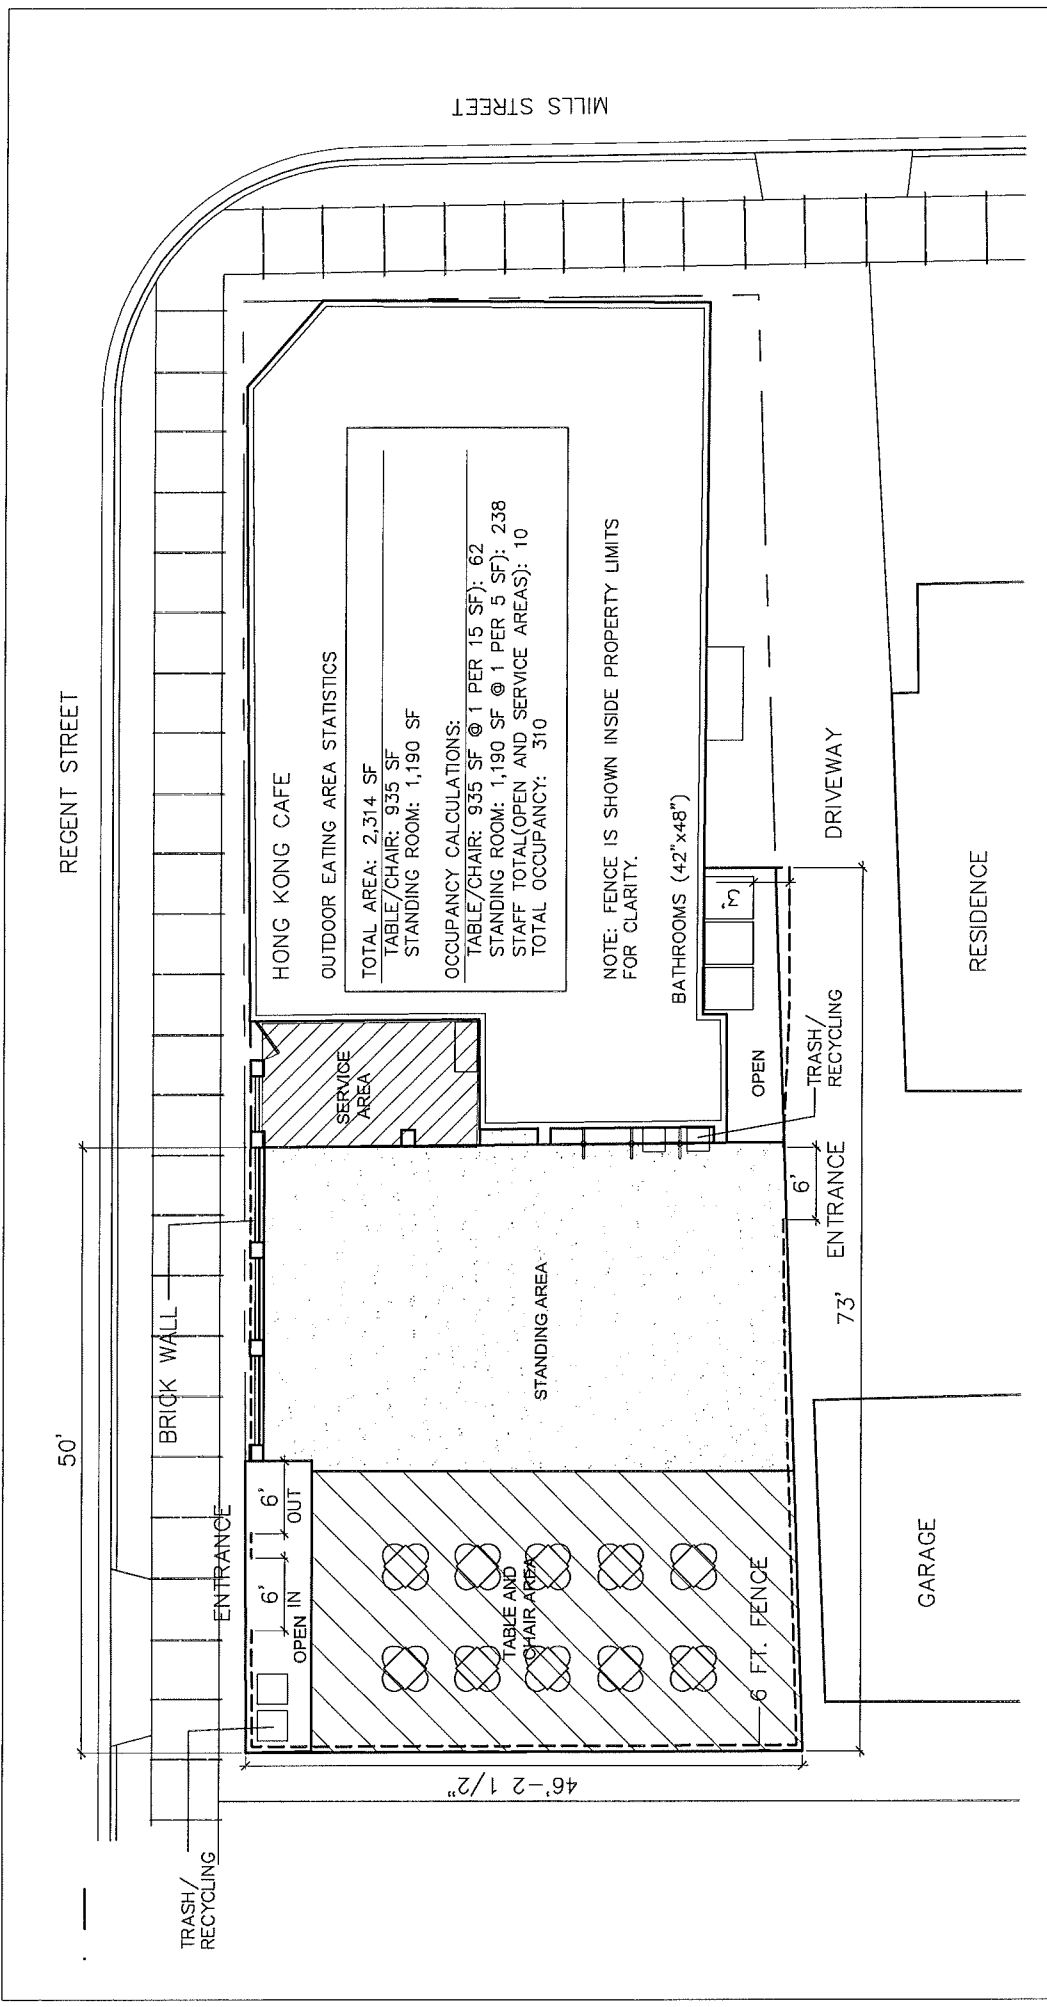 REGENT STREET
MILLS STREET
50'
BRICK WALL
ENTRANCE
6'
6'
OPEN IN
OUT
TRASH/
RECYCLING
46'-2 1/2"
TABLE AND
CHAIR AREA
6 FT. FENCE
STANDING AREA
SERVICE
AREA
HONG KONG CAFE
OUTDOOR EATING AREA STATISTICS
TOTAL AREA: 2,314 SF
TABLE/CHAIR: 935 SF
STANDING ROOM: 1,190 SF
OCCUPANCY CALCULATIONS:
TABLE/CHAIR: 935 SF @ 1 PER 15 SF): 62
STANDING ROOM: 1,190 SF @ 1 PER 5 SF): 238
STAFF TOTAL(OPEN AND SERVICE AREAS): 10
TOTAL OCCUPANCY: 310
NOTE: FENCE IS SHOWN INSIDE PROPERTY LIMITS
FOR CLARITY.
BATHROOMS (42"x48")
3'
OPEN
TRASH/
RECYCLING
6'
ENTRANCE
73'
DRIVEWAY
RESIDENCE
GARAGE